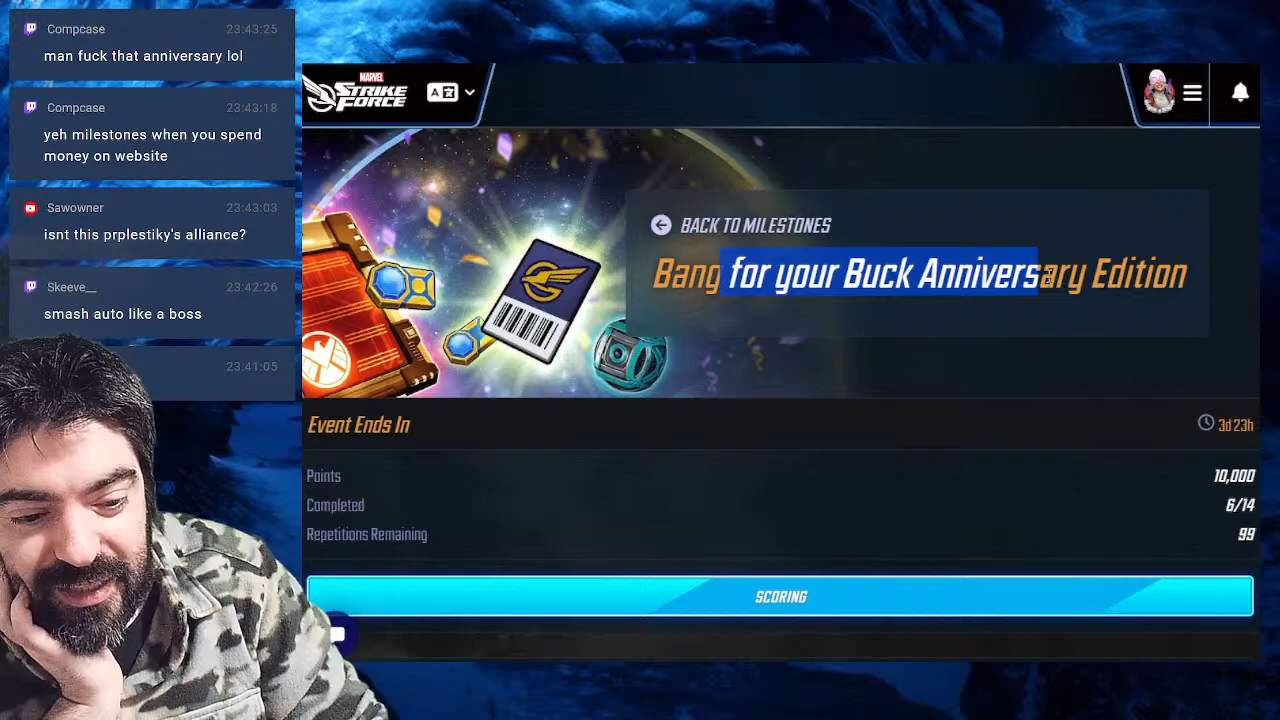 Compcase 23:43:25
man fuck that anniversary lol
Compcase 23:43:18
yeh milestones when you spend
money on website
Sawowner 23:43:03
isnt this prplestiky's alliance?
Skeeve__ 23:42:26
smash auto like a boss
23:41:05
MARVEL
STRIKE
FORCE
A
BACK TO MILESTONES
Bang for your Buck Anniversary Edition
Event Ends In 3d 23h
Points 10,000
Completed 6/14
Repetitions Remaining 99
SCORING